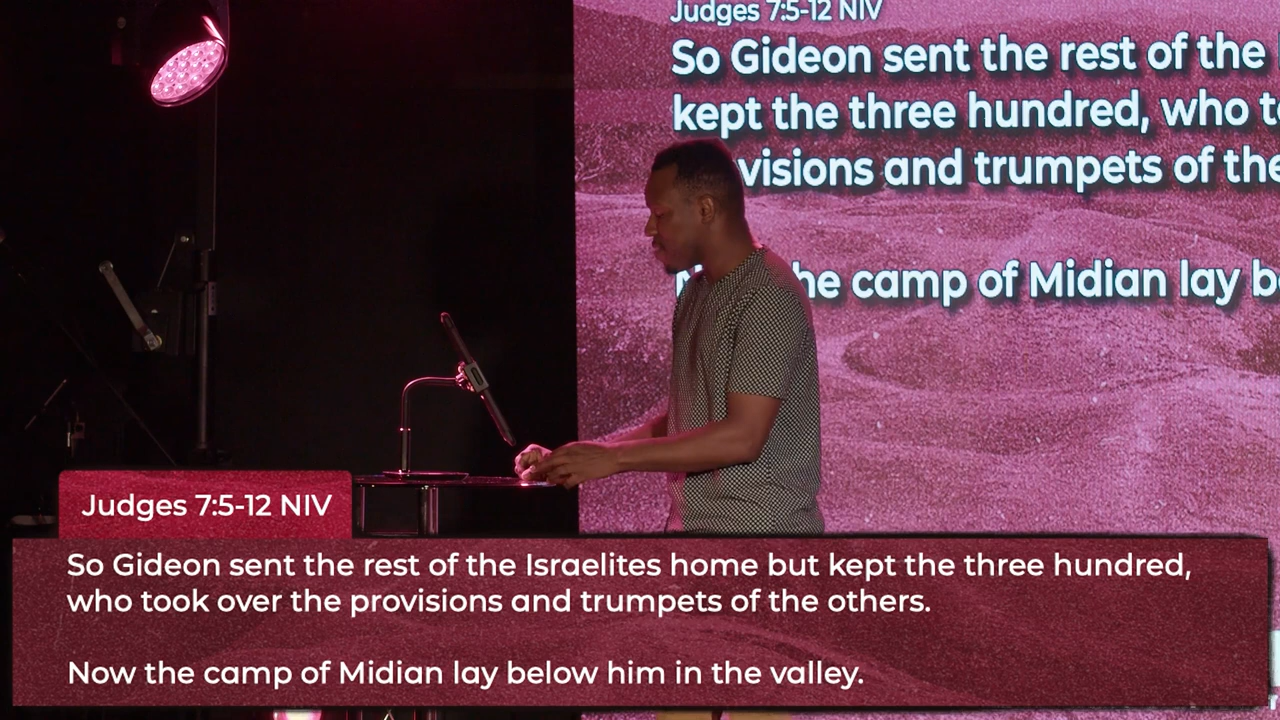 Judges 7:5-12 NIV
So Gideon sent the rest of the
kept the three hundred, who
visions and trumpets of the
the camp of Midian lay
Judges 7:5-12 NIV
So Gideon sent the rest of the Israelites home but kept the three hundred,
who took over the provisions and trumpets of the others.
Now the camp of Midian lay below him in the valley.